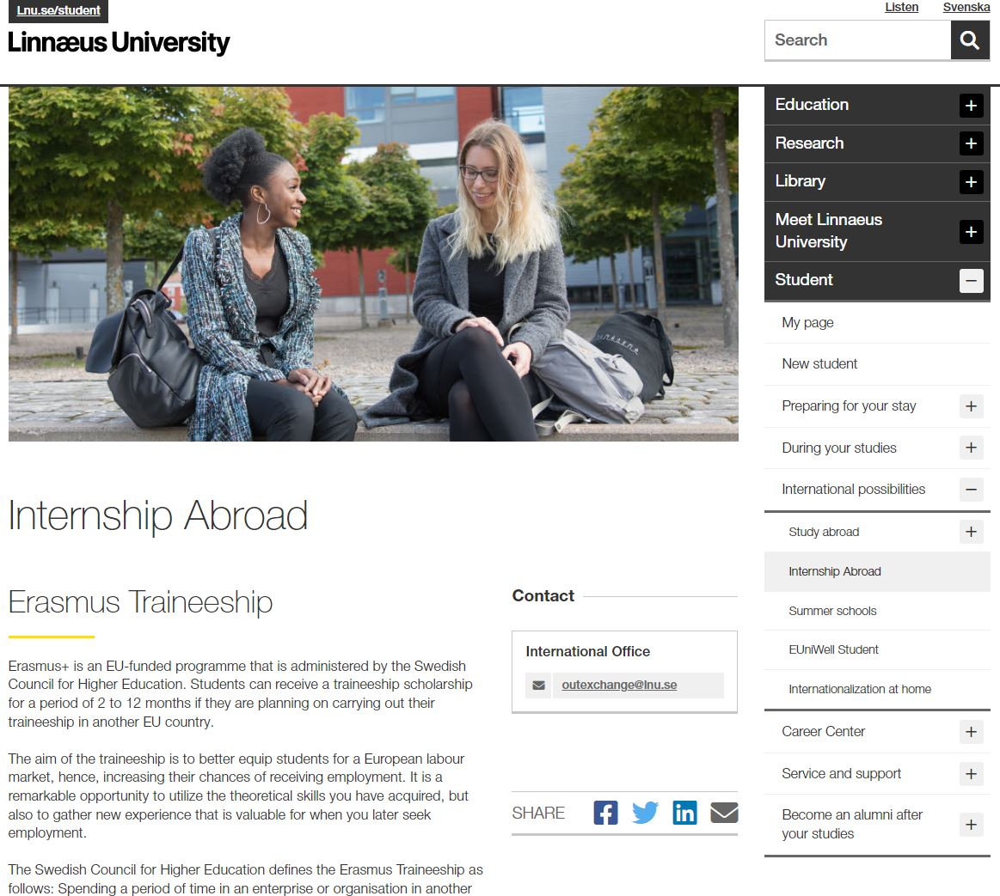 Lnu.se/student
Listen
Svenska
Linnæus University
Search
Education
Research
Library
Meet Linnaeus
University
Student
My page
New student
Preparing for your stay
During your studies
International possibilities
Study abroad
Internship Abroad
Summer schools
EUniWell Student
Internationalization at home
Career Center
Service and support
Become an alumni after
your studies
Internship Abroad
Erasmus Traineeship
Erasmus+ is an EU-funded programme that is administered by the Swedish
Council for Higher Education. Students can receive a traineeship scholarship
for a period of 2 to 12 months if they are planning on carrying out their
traineeship in another EU country.
The aim of the traineeship is to better equip students for a European labour
market, hence, increasing their chances of receiving employment. It is a
remarkable opportunity to utilize the theoretical skills you have acquired, but
also to gather new experience that is valuable for when you later seek
employment.
The Swedish Council for Higher Education defines the Erasmus Traineeship as
follows: Spending a period of time in an enterprise or organisation in another
Contact
International Office
outexchange@lnu.se
SHARE